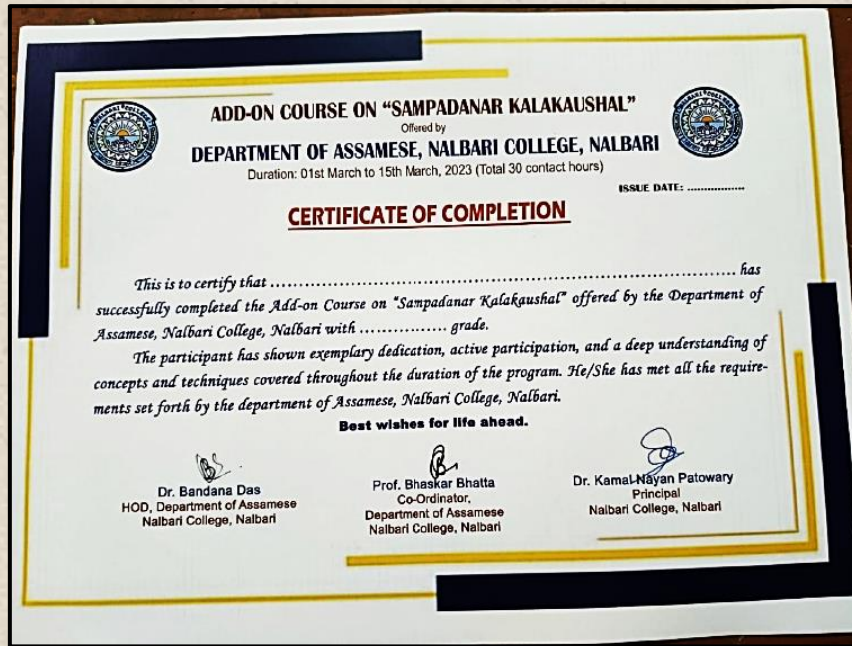 ADD-ON COURSE ON “SAMPADANAR KALAKAUSHAL”
Offered by
DEPARTMENT OF ASSAMESE, NALBARI COLLEGE, NALBARI
Duration: 01st March to 15th March, 2023 (Total 30 contact hours)
ISSUE DATE: .................
CERTIFICATE OF COMPLETION
This is to certify that ........................................................................................ has
successfully completed the Add-on Course on "Sampadanar Kalakaushal" offered by the Department of
Assamese, Nalbari College, Nalbari with ................ grade.
The participant has shown exemplary dedication, active participation, and a deep understanding of
concepts and techniques covered throughout the duration of the program. He/She has met all the require-
ments set forth by the department of Assamese, Nalbari College, Nalbari.
Best wishes for life ahead.
Dr. Bandana Das
HOD, Department of Assamese
Nalbari College, Nalbari
Prof. Bhaskar Bhatta
Co-Ordinator,
Department of Assamese
Nalbari College, Nalbari
Dr. Kamal Nayan Patowary
Principal
Nalbari College, Nalbari